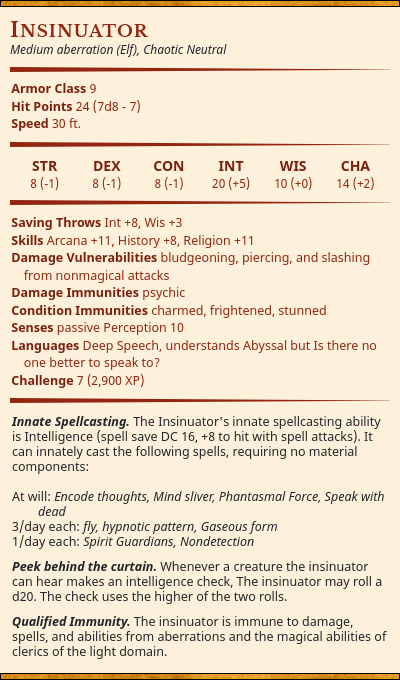 Insinuator
Medium aberration (Elf), Chaotic Neutral
Armor Class 9
Hit Points 24 (7d8 - 7)
Speed 30 ft.
STR DEX CON INT WIS CHA
8 (-1) 8 (-1) 8 (-1) 20 (+5) 10 (+0) 14 (+2)
Saving Throws Int +8, Wis +3
Skills Arcana +11, History +8, Religion +11
Damage Vulnerabilities bludgeoning, piercing, and slashing
from nonmagical attacks
Damage Immunities psychic
Condition Immunities charmed, frightened, stunned
Senses passive Perception 10
Languages Deep Speech, understands Abyssal but Is there no
one better to speak to?
Challenge 7 (2,900 XP)
Innate Spellcasting. The Insinuator's innate spellcasting ability
is Intelligence (spell save DC 16, +8 to hit with spell attacks). It
can innately cast the following spells, requiring no material
components:
At will: Encode thoughts, Mind sliver, Phantasmal Force, Speak with
dead
3/day each: fly, hypnotic pattern, Gaseous form
1/day each: Spirit Guardians, Nondetection
Peek behind the curtain. Whenever a creature the insinuator
can hear makes an intelligence check, The insinuator may roll a
d20. The check uses the higher of the two rolls.
Qualified Immunity. The insinuator is immune to damage,
spells, and abilities from aberrations and the magical abilities of
clerics of the light domain.